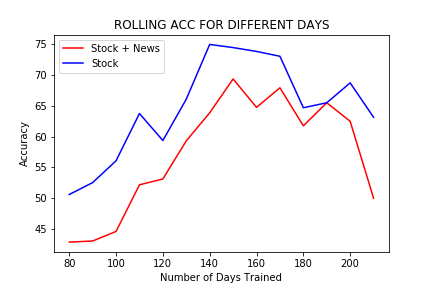 ROLLING ACC FOR DIFFERENT DAYS
Stock + News
Stock
75
70
65
60
55
50
45
Accuracy
80 100 120 140 160 180 200
Number of Days Trained